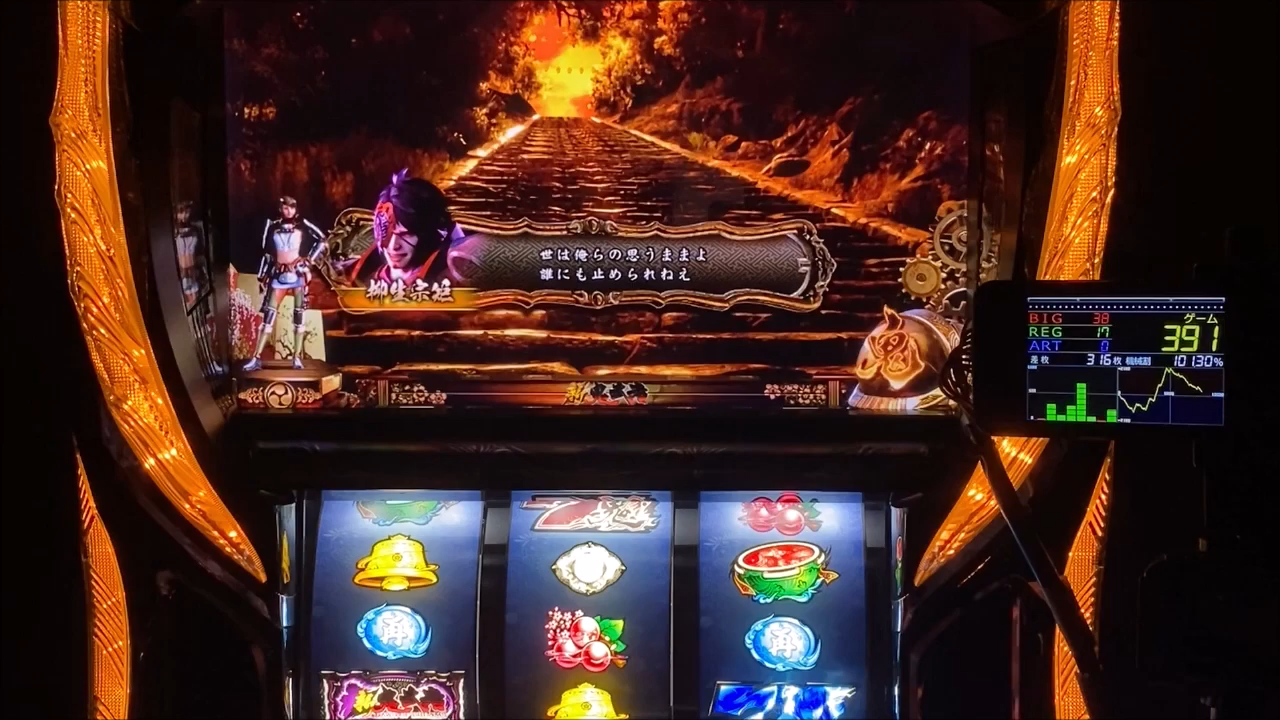 世は俺らの思うままよ
誰にも止められねえ
柳生宗矩
BIG 38
REG 17
ART 0
ゲーム
391
差枚 316枚 機械割 101.30%
再
再